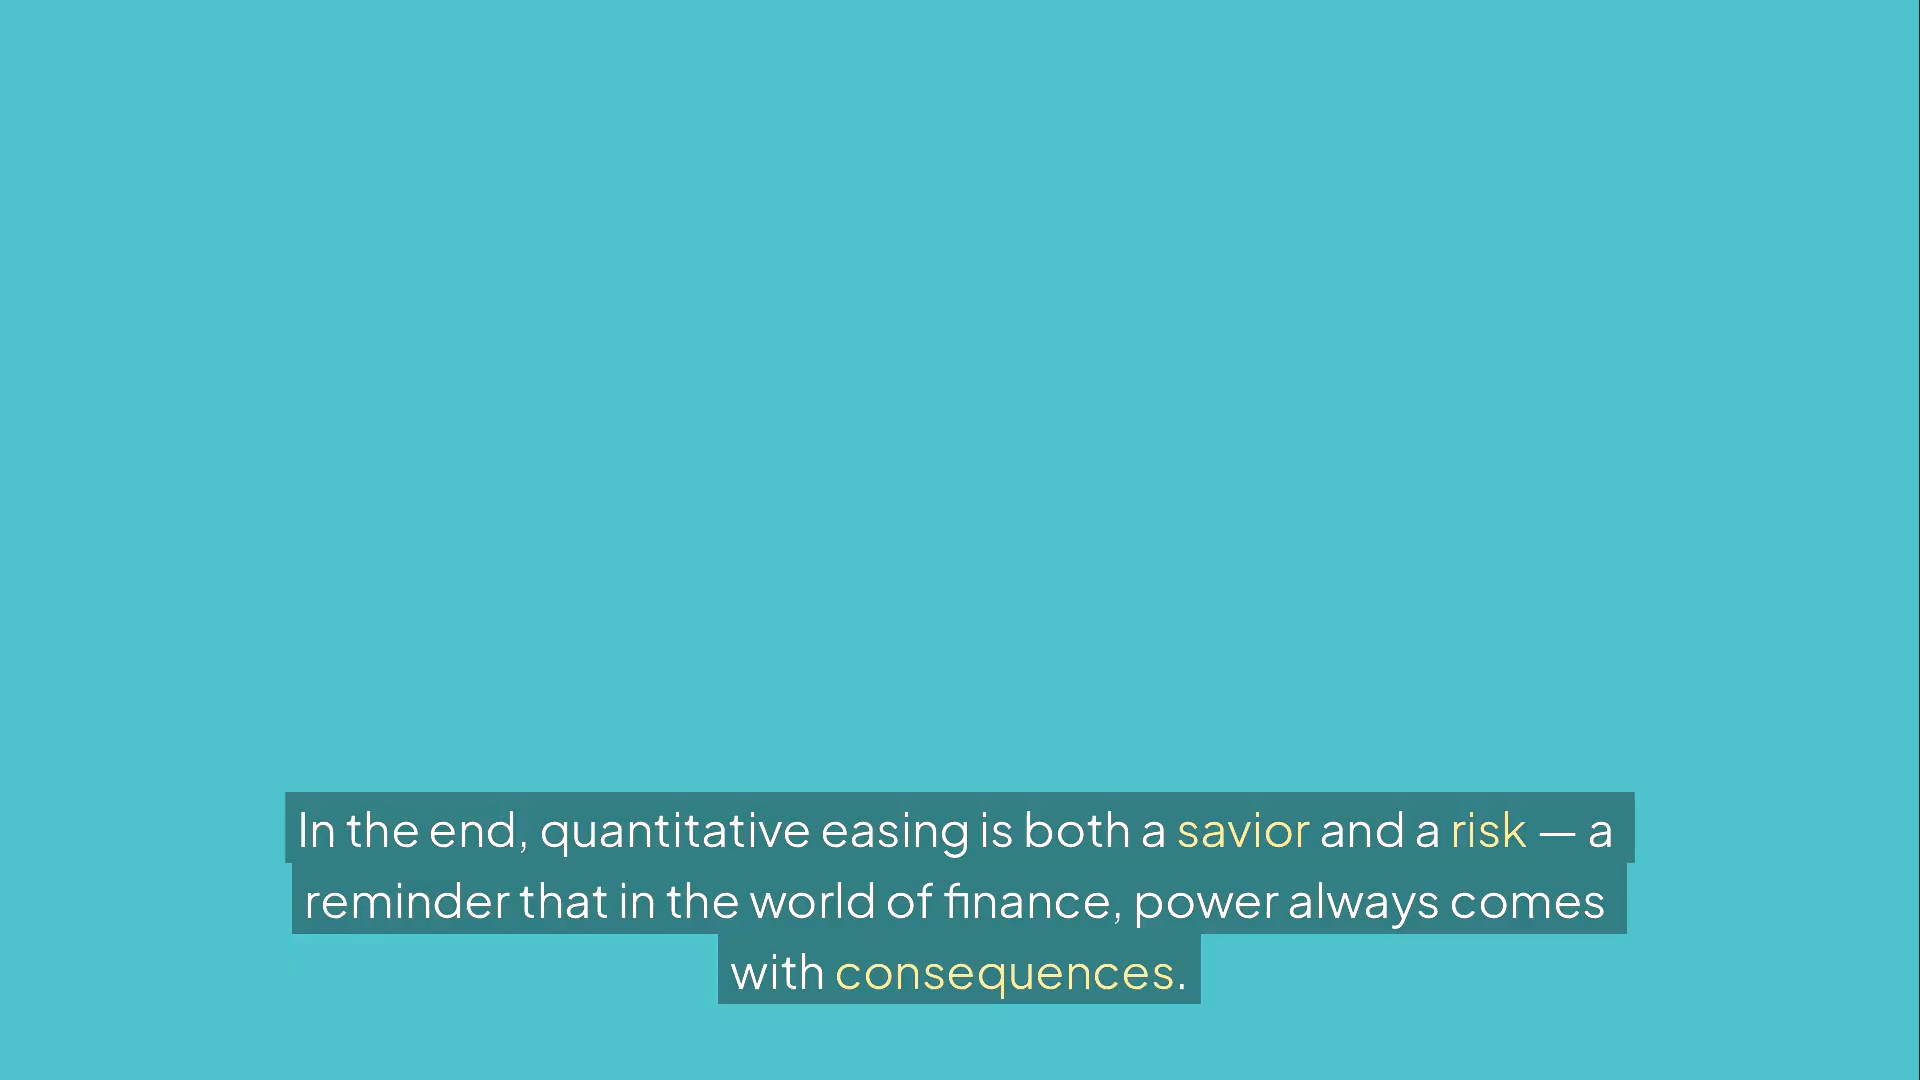 In the end, quantitative easing is both a savior and a risk — a
reminder that in the world of finance, power always comes
with consequences.